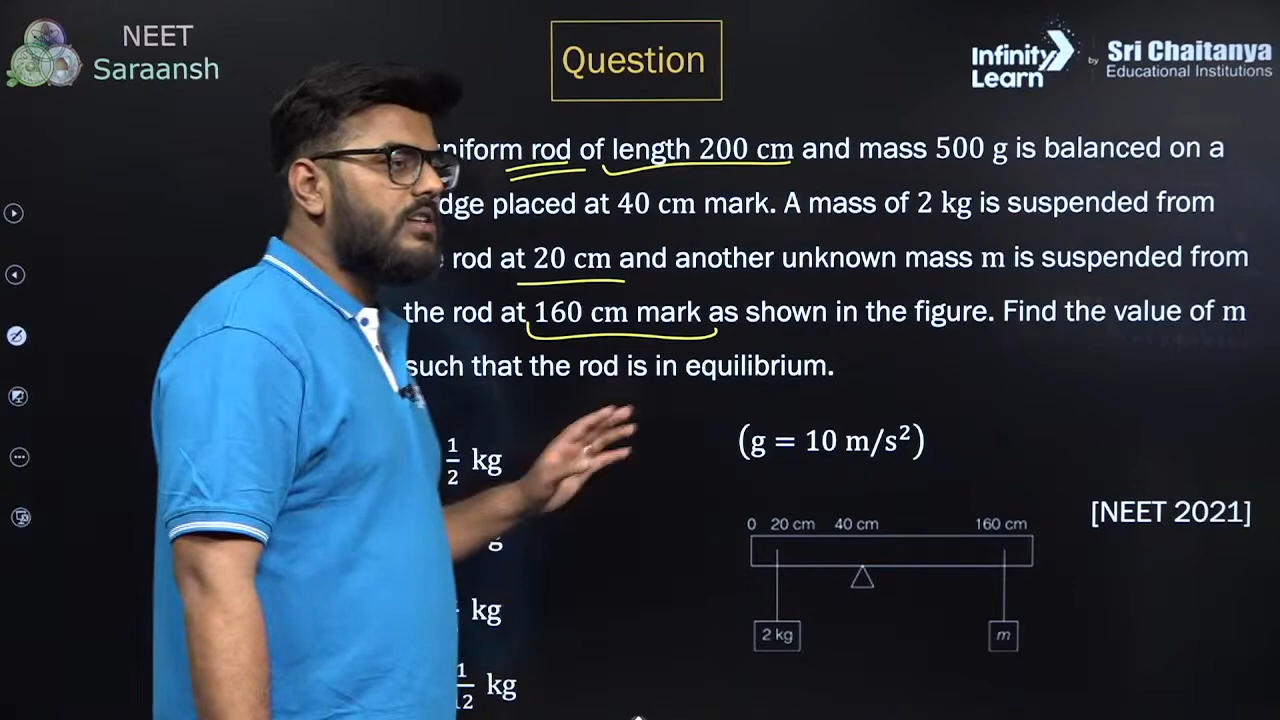 NEET
Saraansh
Question
Infinity
Learn
by
Sri Chaitanya
Educational Institutions
rod of length 200 cm and mass 500 g is balanced on a
placed at 40 cm mark. A mass of 2 kg is suspended from
rod at 20 cm and another unknown mass m is suspended from
the rod at 160 cm mark as shown in the figure. Find the value of m
such that the rod is in equilibrium.
(g = 10 m/s²)
1/2 kg
[NEET 2021]
0 20 cm 40 cm 160 cm
kg
2 kg
m
kg